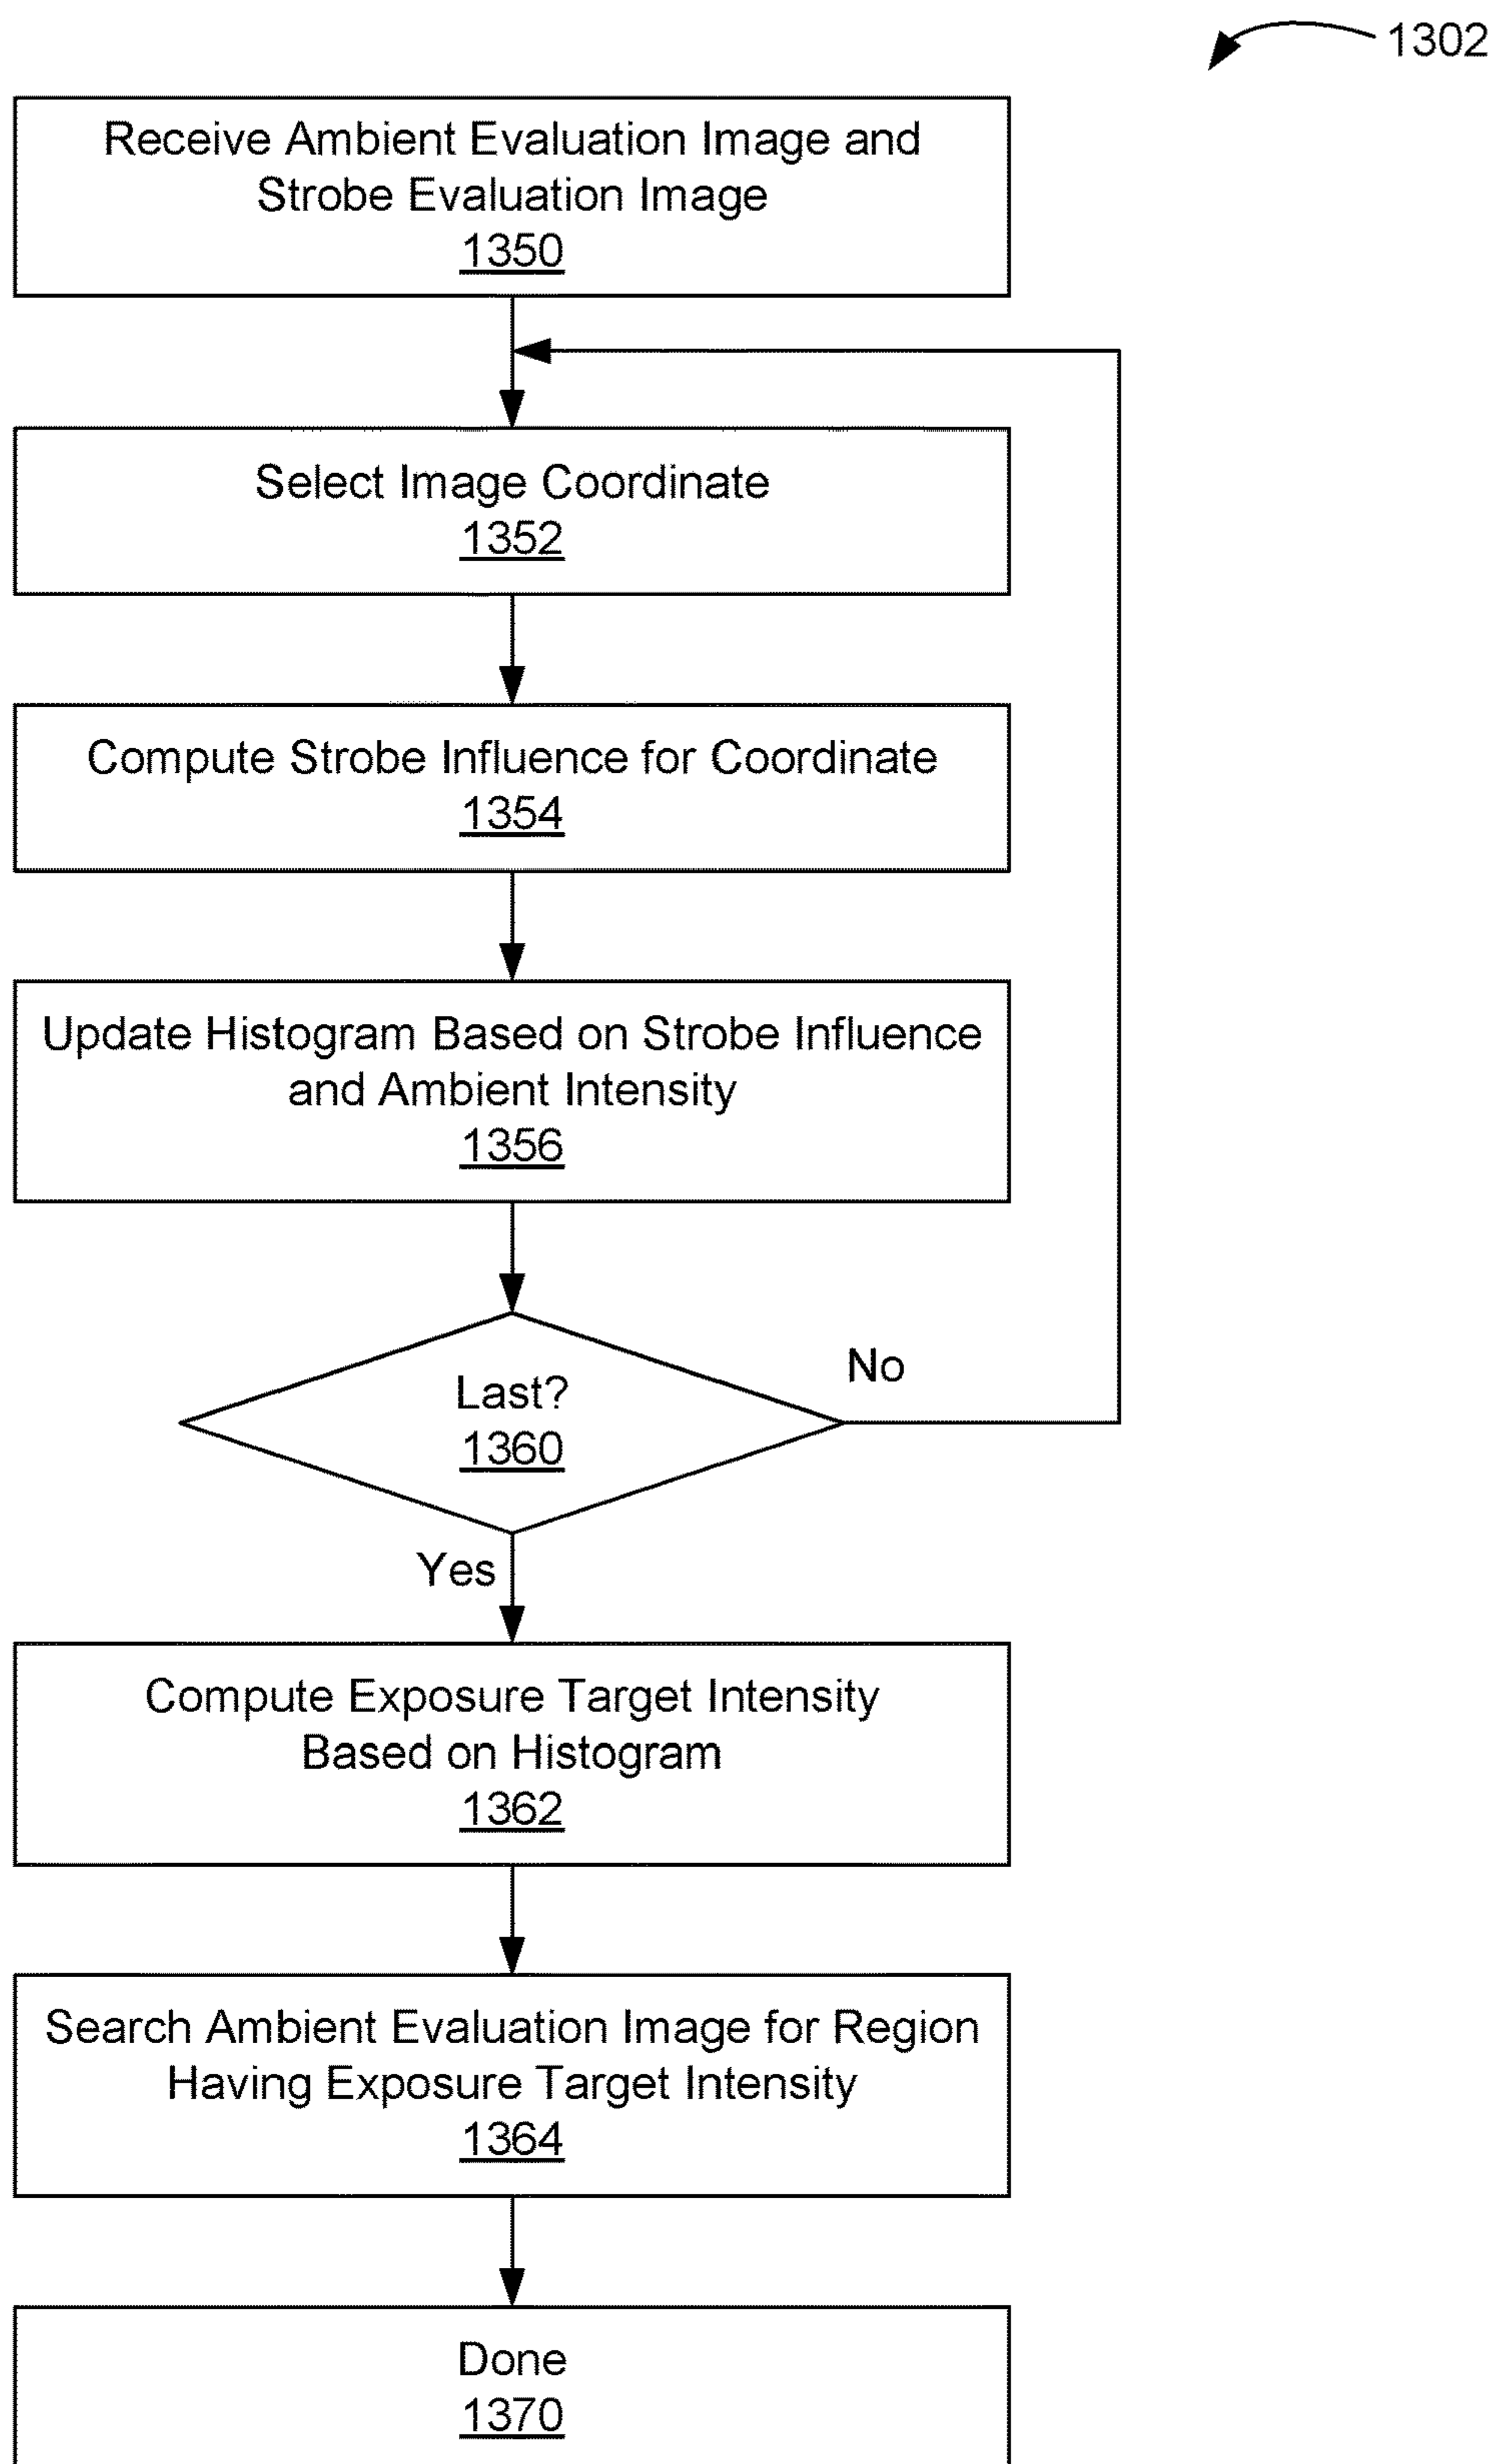 1302
Receive Ambient Evaluation Image and
Strobe Evaluation Image
1350
Select Image Coordinate
1352
Compute Strobe Influence for Coordinate
1354
Update Histogram Based on Strobe Influence
and Ambient Intensity
1356
Last?
1360
No
Yes
Compute Exposure Target Intensity
Based on Histogram
1362
Search Ambient Evaluation Image for Region
Having Exposure Target Intensity
1364
Done
1370